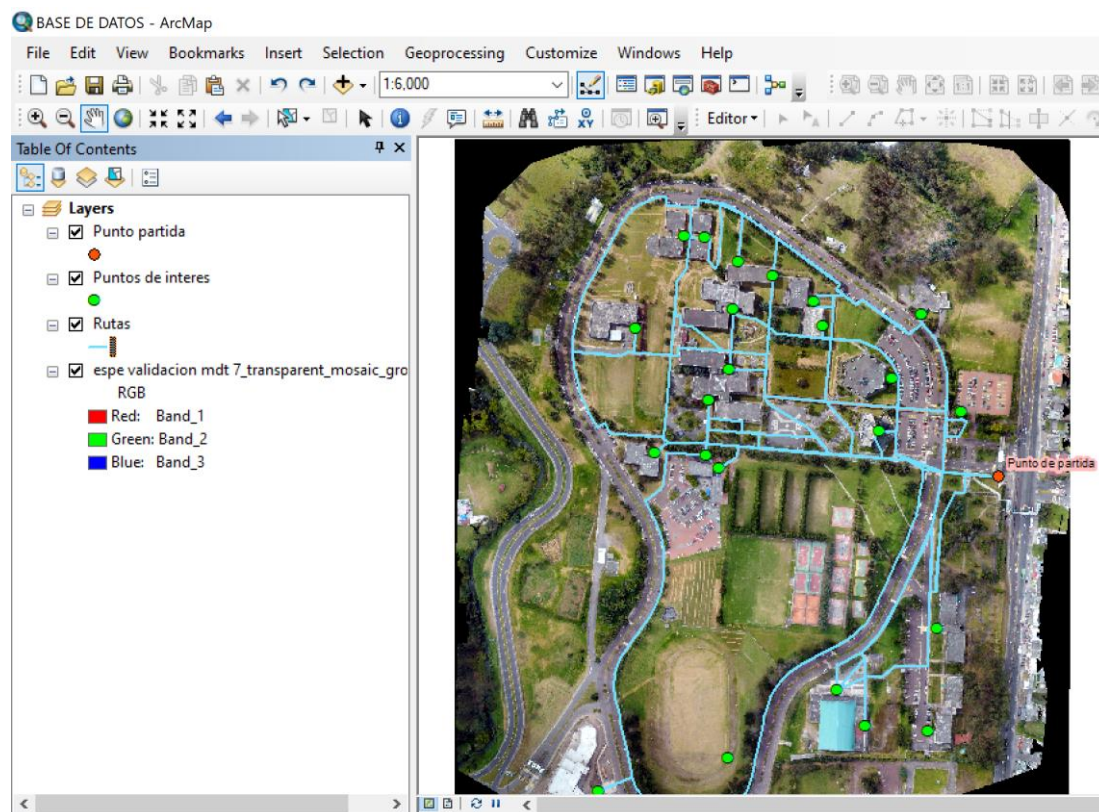 BASE DE DATOS - ArcMap
File Edit View Bookmarks Insert Selection Geoprocessing Customize Windows Help
1:6,000
Editor
Table Of Contents
Layers
Punto partida
Puntos de interes
Rutas
espe validacion mdt 7_transparent_mosaic_gro
RGB
Red: Band_1
Green: Band_2
Blue: Band_3
Punto de partida